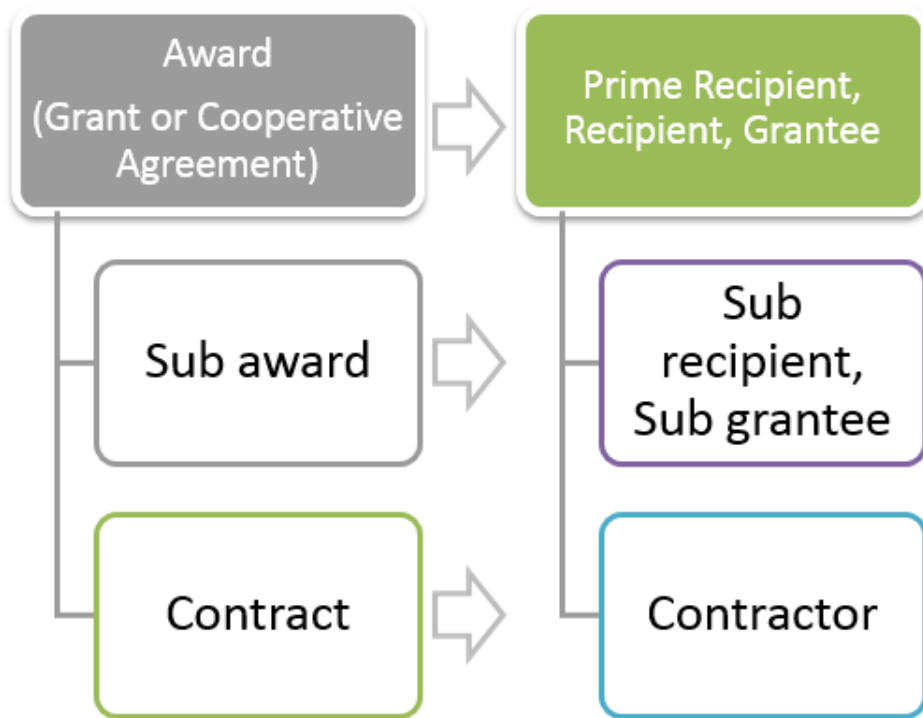 Award
(Grant or Cooperative
Agreement)
Prime Recipient,
Recipient, Grantee
Sub award
Sub
recipient,
Sub grantee
Contract
Contractor